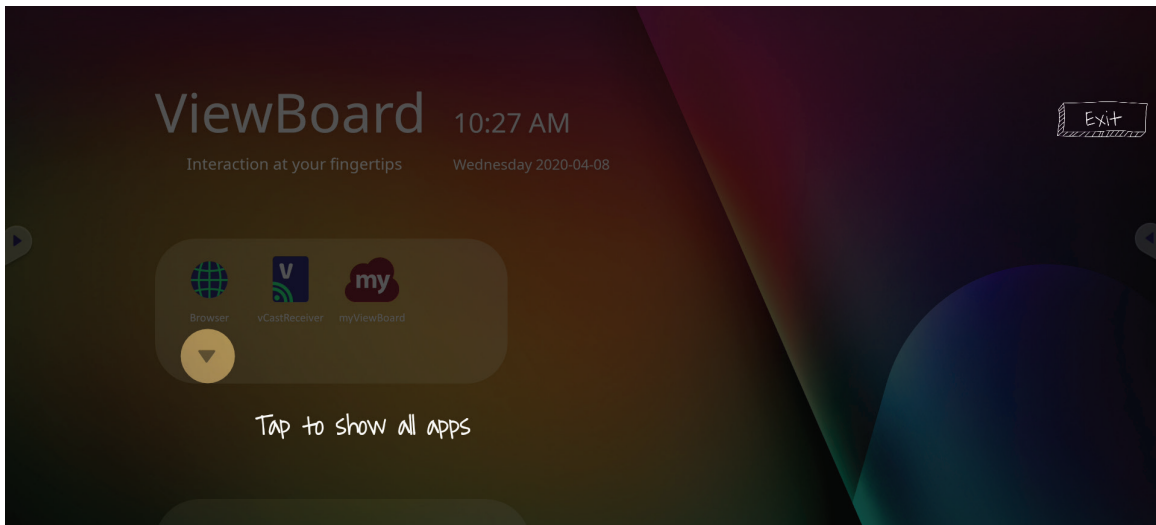 ViewBoard
10:27 AM
Interaction at your fingertips
Wednesday 2020-04-08
Exit
V
my
Browser
vCastReceiver
myViewBoard
Tap to show all apps